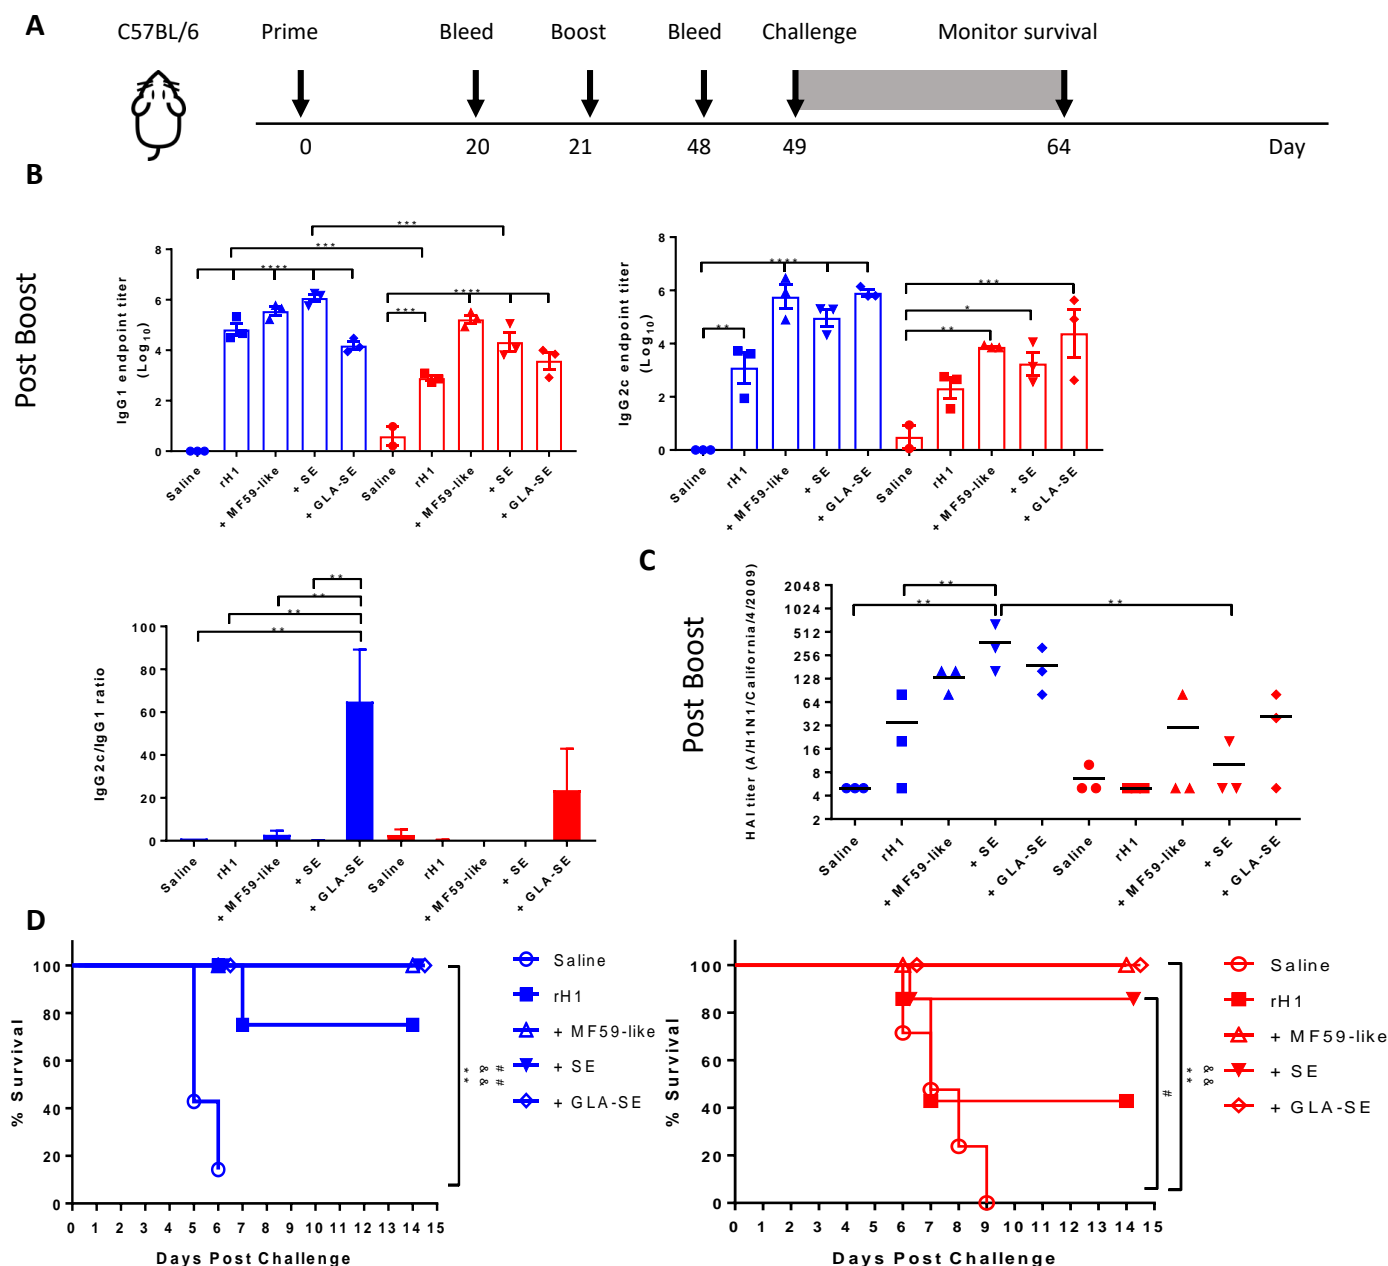 A
C57BL/6 Prime Bleed Boost Bleed Challenge Monitor survival
0 20 21 48 49 64 Day
B
Post Boost
IgG1 endpoint titer
(Log10)
8
6
4
2
0
***
***
****
****
***
Saline
rH1
+ MF59-like
+ SE
+ GLA-SE
Saline
rH1
+ MF59-like
+ SE
+ GLA-SE
IgG2c endpoint titer
(Log10)
8
6
4
2
0
****
**
***
*
**
Saline
rH1
+ MF59-like
+ SE
+ GLA-SE
Saline
rH1
+ MF59-like
+ SE
+ GLA-SE
IgG2c/IgG1 ratio
100
80
60
40
20
0
**
**
**
**
Saline
rH1
+ MF59-like
+ SE
+ GLA-SE
Saline
rH1
+ MF59-like
+ SE
+ GLA-SE
C
Post Boost
HAI titer (A/H1N1/California/4/2009)
2048
1024
512
256
128
64
32
16
8
4
2
**
**
**
Saline
rH1
+ MF59-like
+ SE
+ GLA-SE
Saline
rH1
+ MF59-like
+ SE
+ GLA-SE
D
% Survival
100
80
60
40
20
0
0 1 2 3 4 5 6 7 8 9 10 11 12 13 14 15
Days Post Challenge
**
&&
##
Saline
rH1
+ MF59-like
+ SE
+ GLA-SE
% Survival
100
80
60
40
20
0
0 1 2 3 4 5 6 7 8 9 10 11 12 13 14 15
Days Post Challenge
#
**
&&
Saline
rH1
+ MF59-like
+ SE
+ GLA-SE